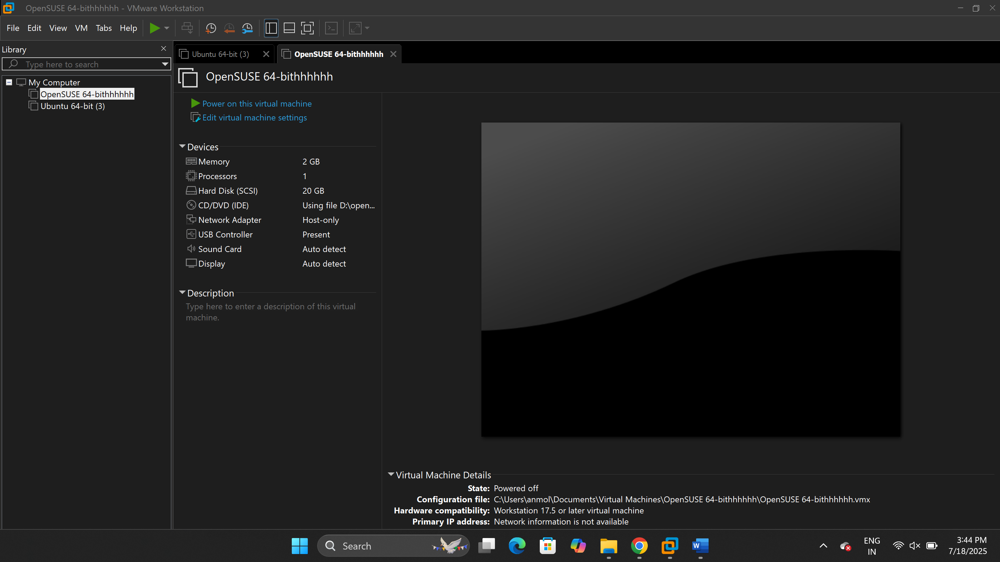 OpenSUSE 64-bithhhhhh - VMware Workstation
File Edit View VM Tabs Help
Library
Type here to search
My Computer
OpenSUSE 64-bithhhhhh
Ubuntu 64-bit (3)
Ubuntu 64-bit (3)
OpenSUSE 64-bithhhhhh
OpenSUSE 64-bithhhhhh
Power on this virtual machine
Edit virtual machine settings
Devices
Memory 2 GB
Processors 1
Hard Disk (SCSI) 20 GB
CD/DVD (IDE) Using file D:\open...
Network Adapter Host-only
USB Controller Present
Sound Card Auto detect
Display Auto detect
Description
Type here to enter a description of this virtual
machine.
Virtual Machine Details
State: Powered off
Configuration file: C:\Users\anmol\Documents\Virtual Machines\OpenSUSE 64-bithhhhhh\OpenSUSE 64-bithhhhhh.vmx
Hardware compatibility: Workstation 17.5 or later virtual machine
Primary IP address: Network information is not available
Search
W
ENG
IN
3:44 PM
7/18/2025